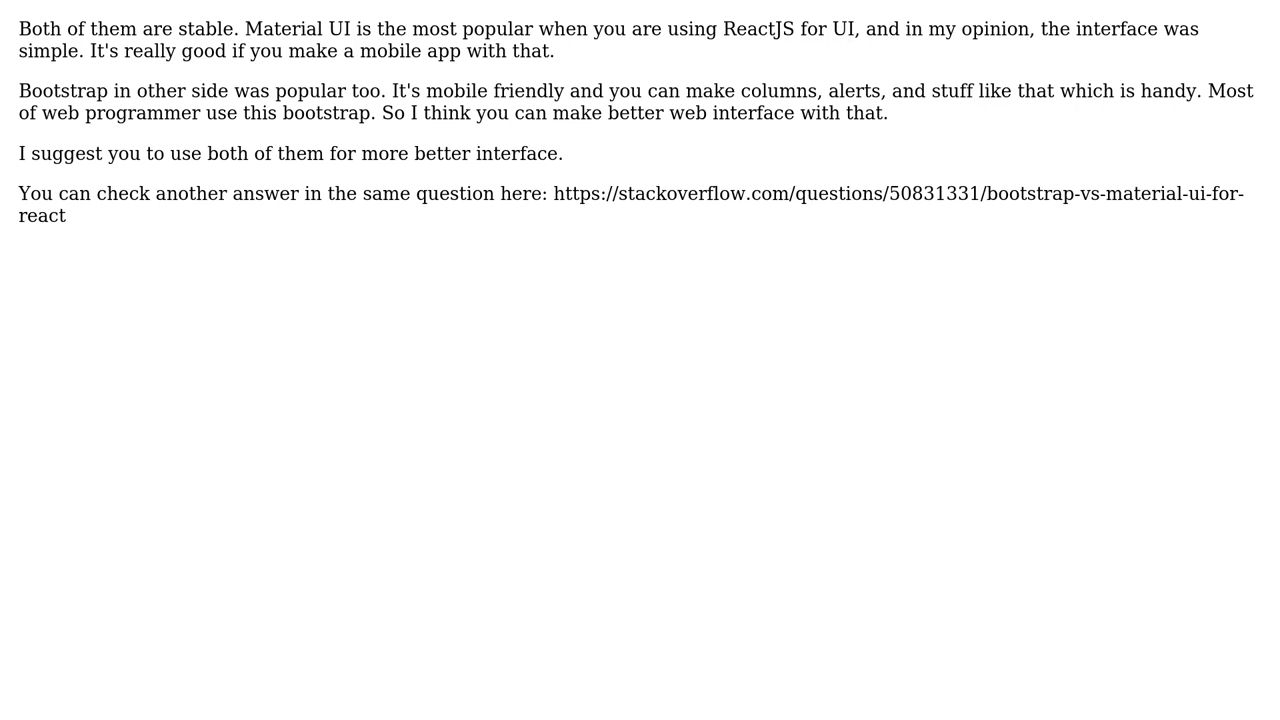 Both of them are stable. Material UI is the most popular when you are using ReactJS for UI, and in my opinion, the interface was
simple. It's really good if you make a mobile app with that.
Bootstrap in other side was popular too. It's mobile friendly and you can make columns, alerts, and stuff like that which is handy. Most
of web programmer use this bootstrap. So I think you can make better web interface with that.
I suggest you to use both of them for more better interface.
You can check another answer in the same question here: https://stackoverflow.com/questions/50831331/bootstrap-vs-material-ui-for-
react